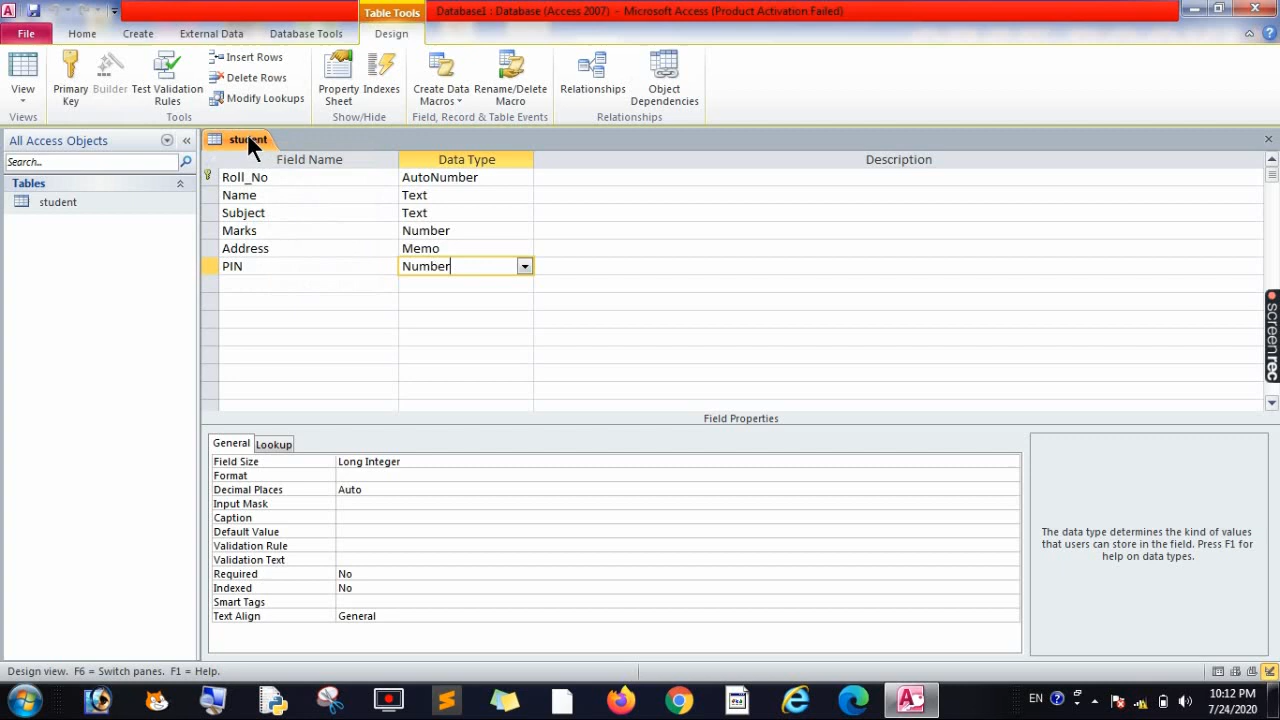 Table Tools
Database1 : Database (Access 2007) - Microsoft Access (Product Activation Failed)
File Home Create External Data Database Tools Design
View
Primary Key
Builder
Test Validation Rules
Insert Rows
Delete Rows
Modify Lookups
Property Sheet
Indexes
Create Data Macros
Rename/Delete Macro
Relationships
Object Dependencies
Views Tools Show/Hide Field, Record & Table Events Relationships
All Access Objects
Search...
Tables
student
student
Field Name Data Type Description
Roll_No AutoNumber
Name Text
Subject Text
Marks Number
Address Memo
PIN Number
Field Properties
General Lookup
Field Size Long Integer
Format
Decimal Places Auto
Input Mask
Caption
Default Value
Validation Rule
Validation Text
Required No
Indexed No
Smart Tags
Text Align General
The data type determines the kind of values
that users can store in the field. Press F1 for
help on data types.
screenrec
Design view. F6 = Switch panes. F1 = Help.
EN
10:12 PM
7/24/2020